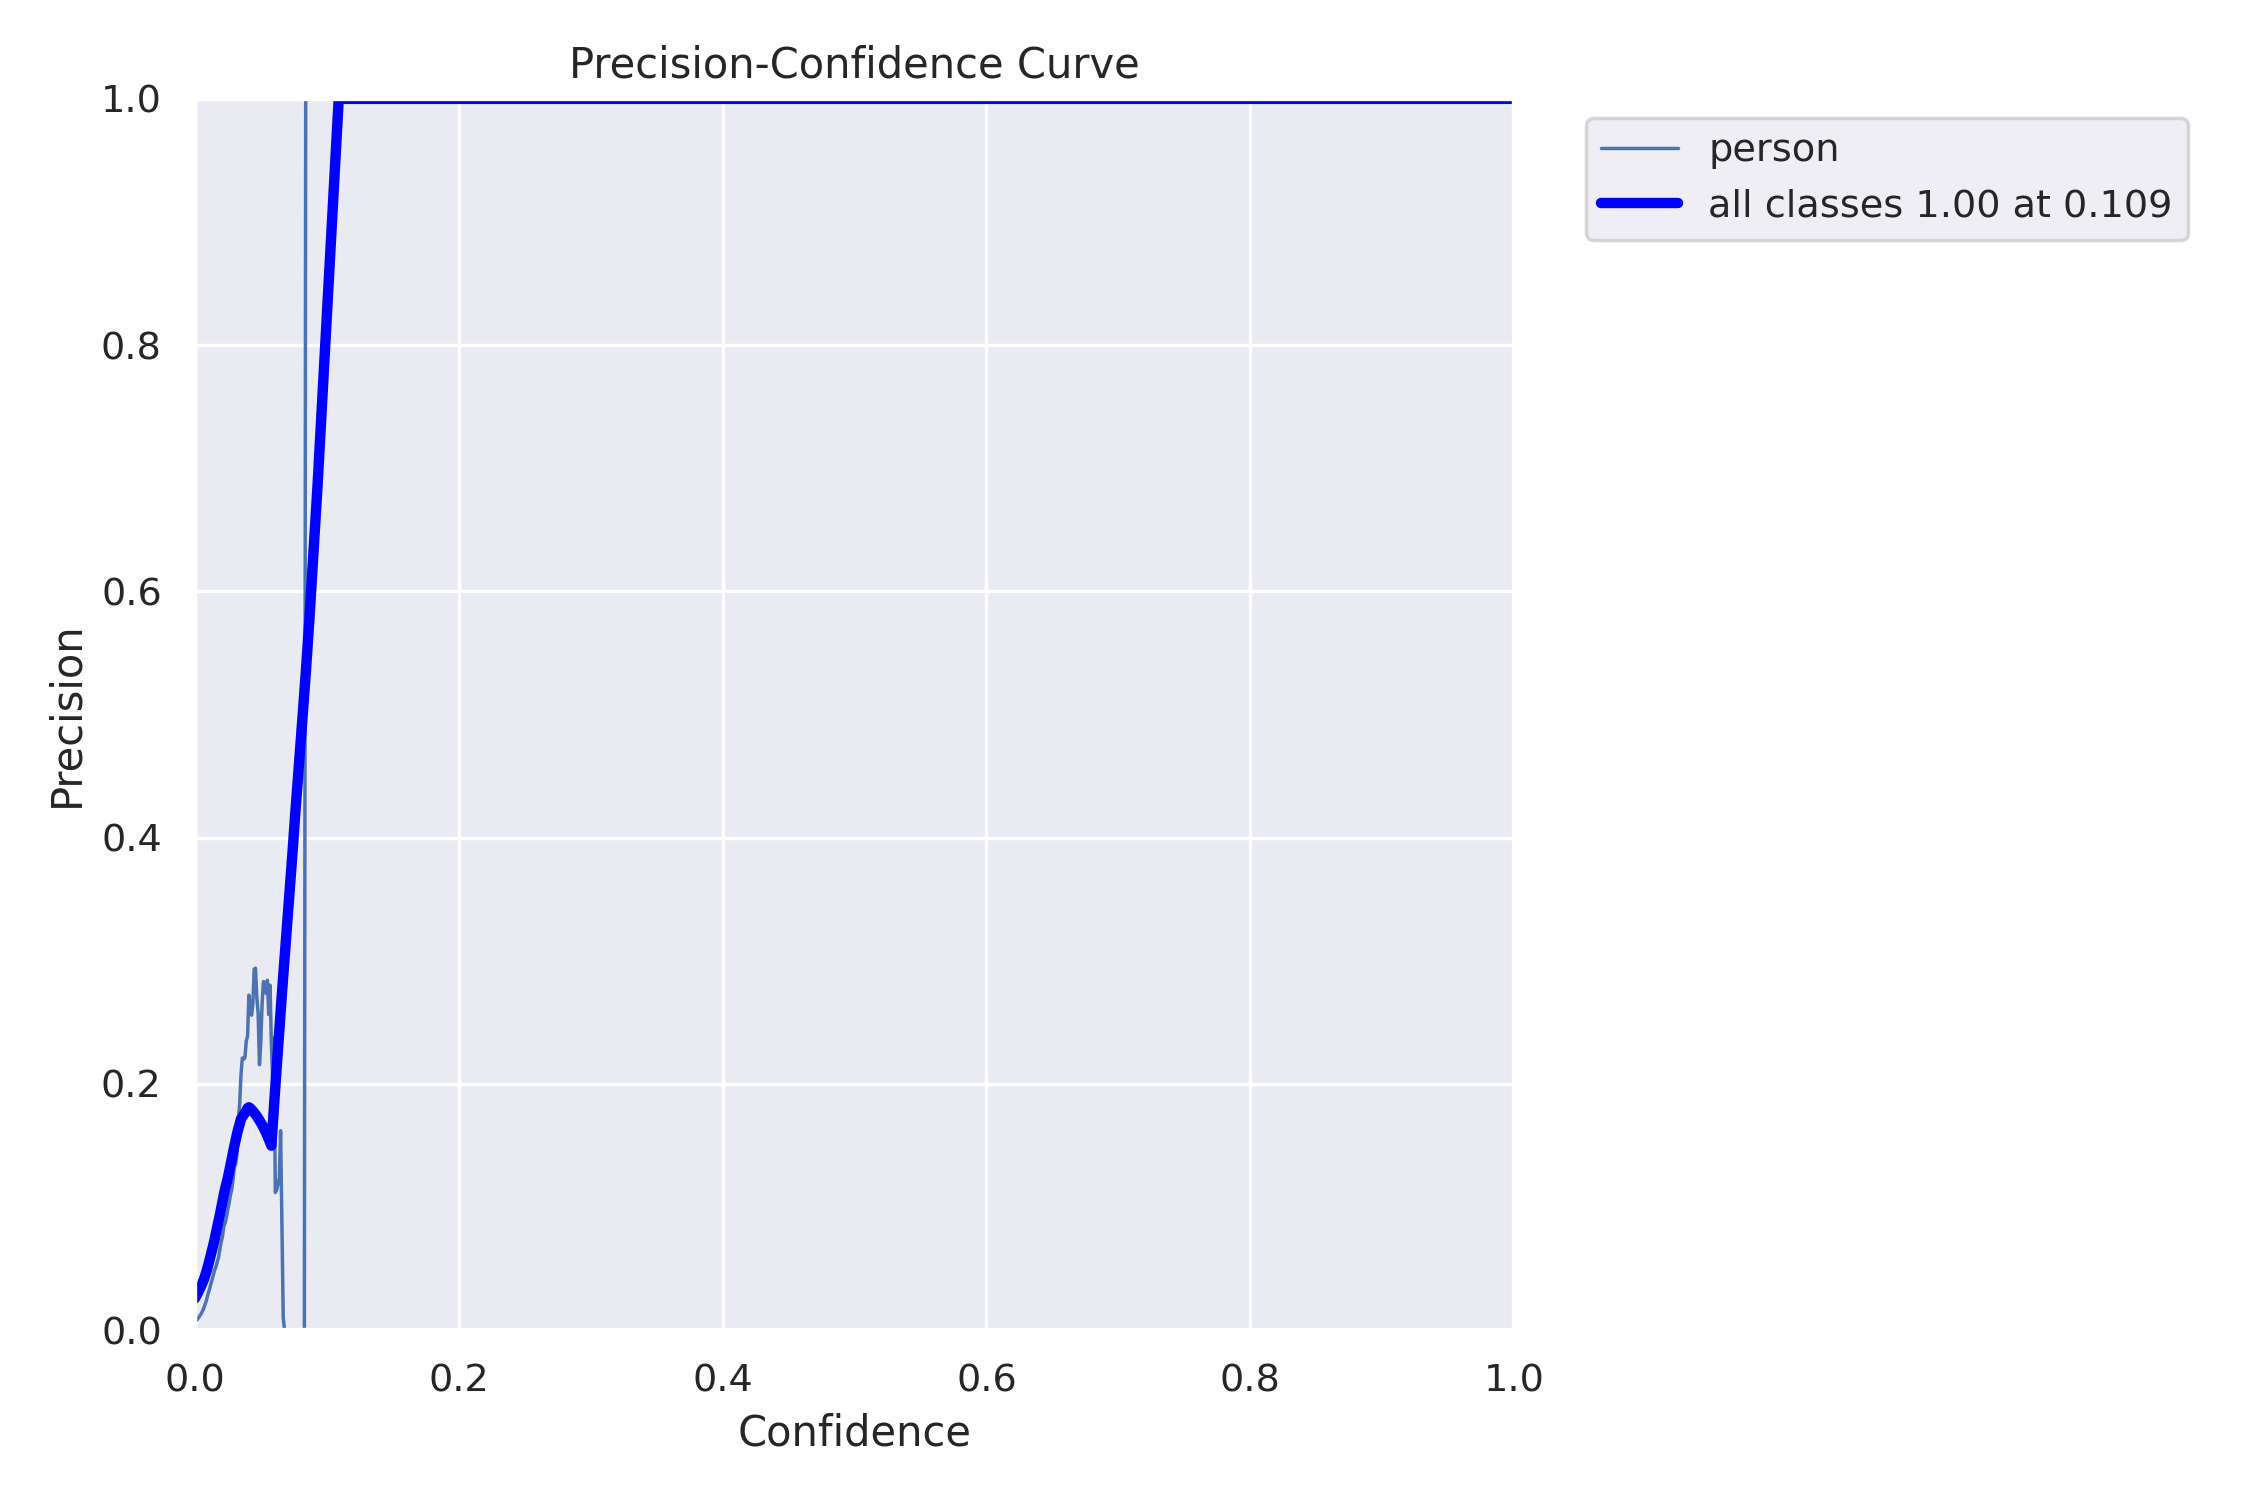 Precision-Confidence Curve
1.0
0.8
0.6
0.4
0.2
0.0
Precision
0.0 0.2 0.4 0.6 0.8 1.0
Confidence
person
all classes 1.00 at 0.109